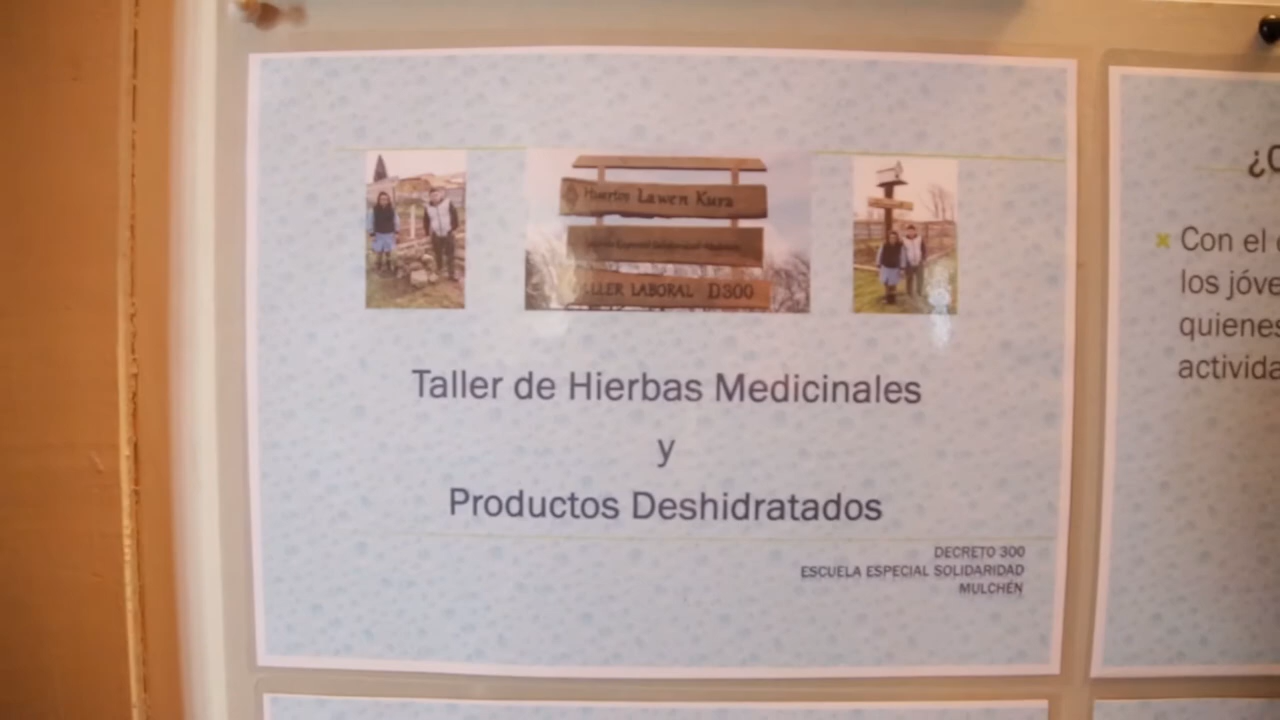 Huertos Lawen Kura
TALLER LABORAL D300
Taller de Hierbas Medicinales
y
Productos Deshidratados
DECRETO 300
ESCUELA ESPECIAL SOLIDARIDAD
MULCHÉN
Con el
los jóve
quienes
activida